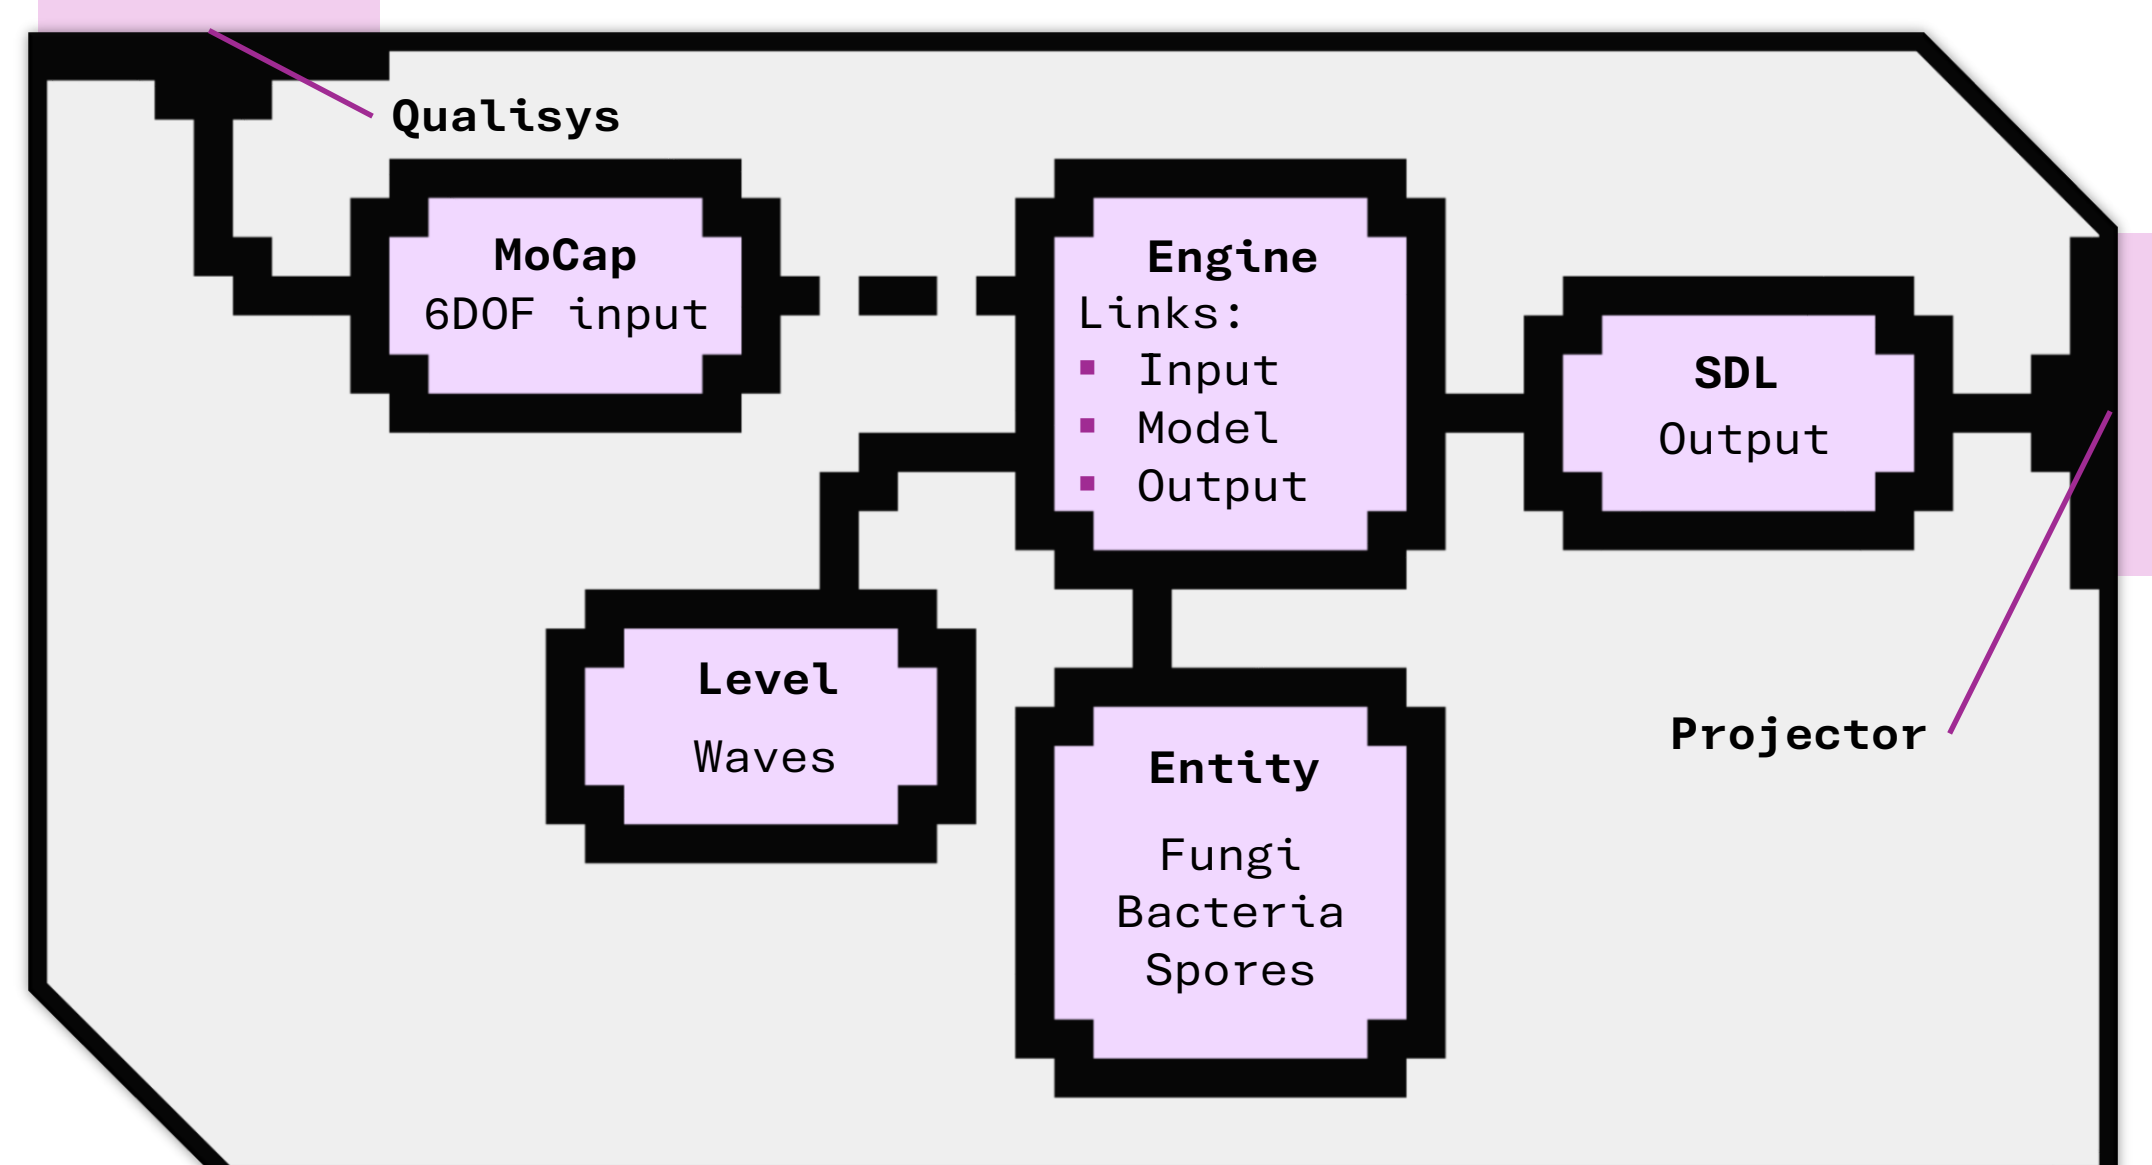 Qualisys
MoCap
6DOF input
Engine
Links:
▪ Input
▪ Model
▪ Output
SDL
Output
Level
Waves
Entity
Fungi
Bacteria
Spores
Projector